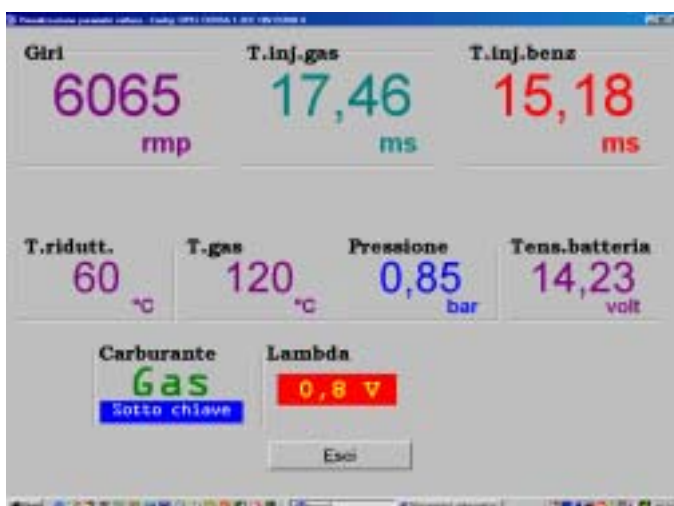 Giri T.inj.gas T.inj.benz
6065 17,46 15,18
rmp ms ms
T.ridutt. T.gas Pressione Tens.batteria
60 120 0,85 14,23
°C °C bar volt
Carburante Lambda
Gas 0,8 V
Sotto chiave
Esci